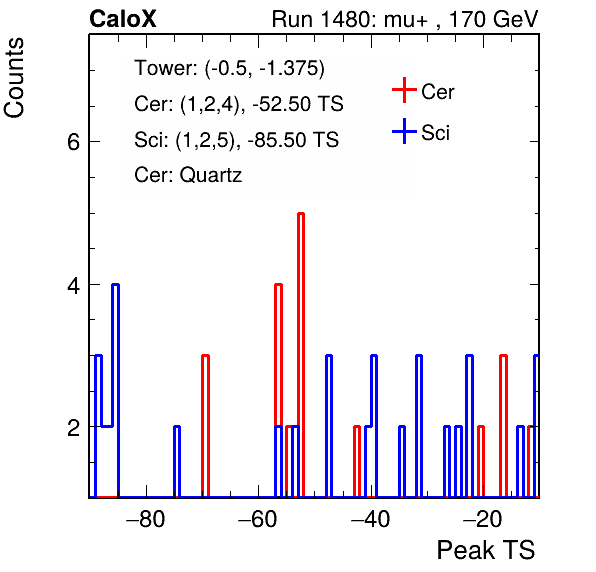 CaloX Run 1480: mu+ , 170 GeV
Counts
Tower: (-0.5, -1.375)
Cer: (1,2,4), -52.50 TS
Sci: (1,2,5), -85.50 TS
Cer: Quartz
Cer
Sci
6
4
2
−80 −60 −40 −20
Peak TS